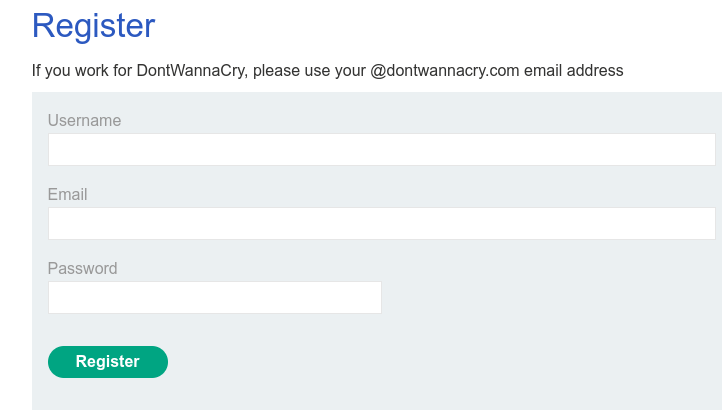 Register
If you work for DontWannaCry, please use your @dontwannacry.com email address
Username
Email
Password
Register